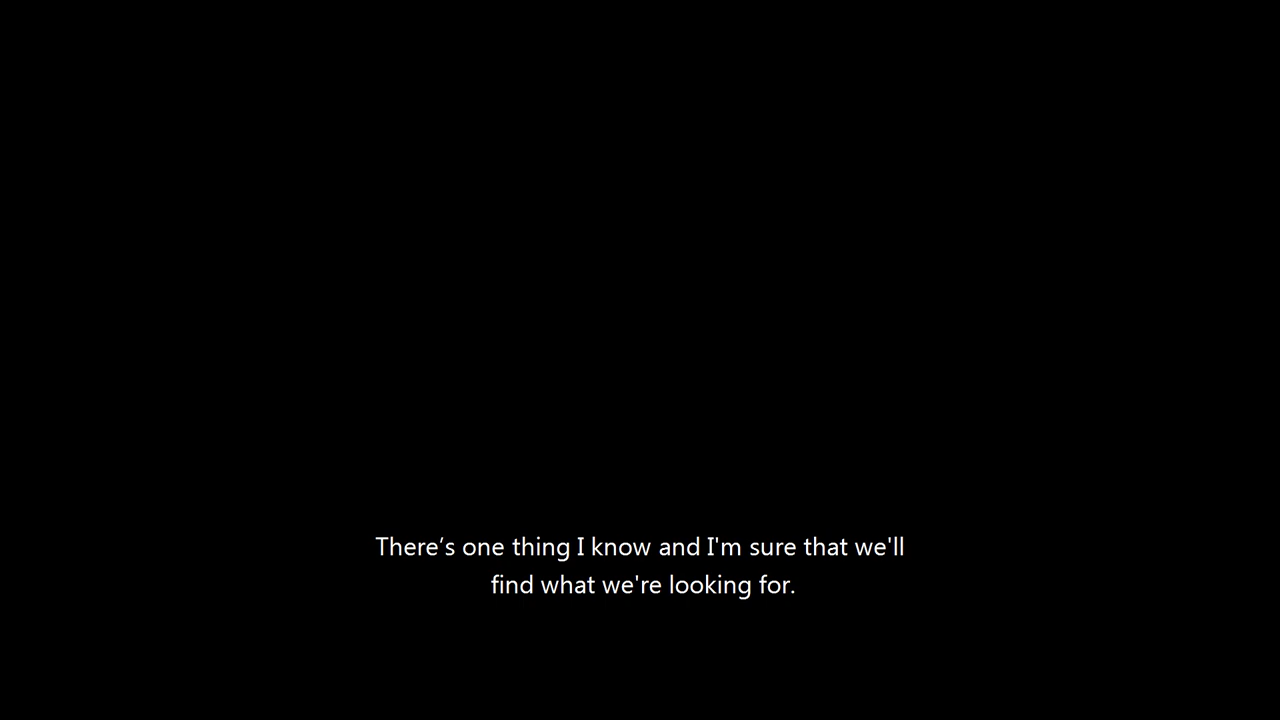 There’s one thing I know and I'm sure that we'll
find what we're looking for.